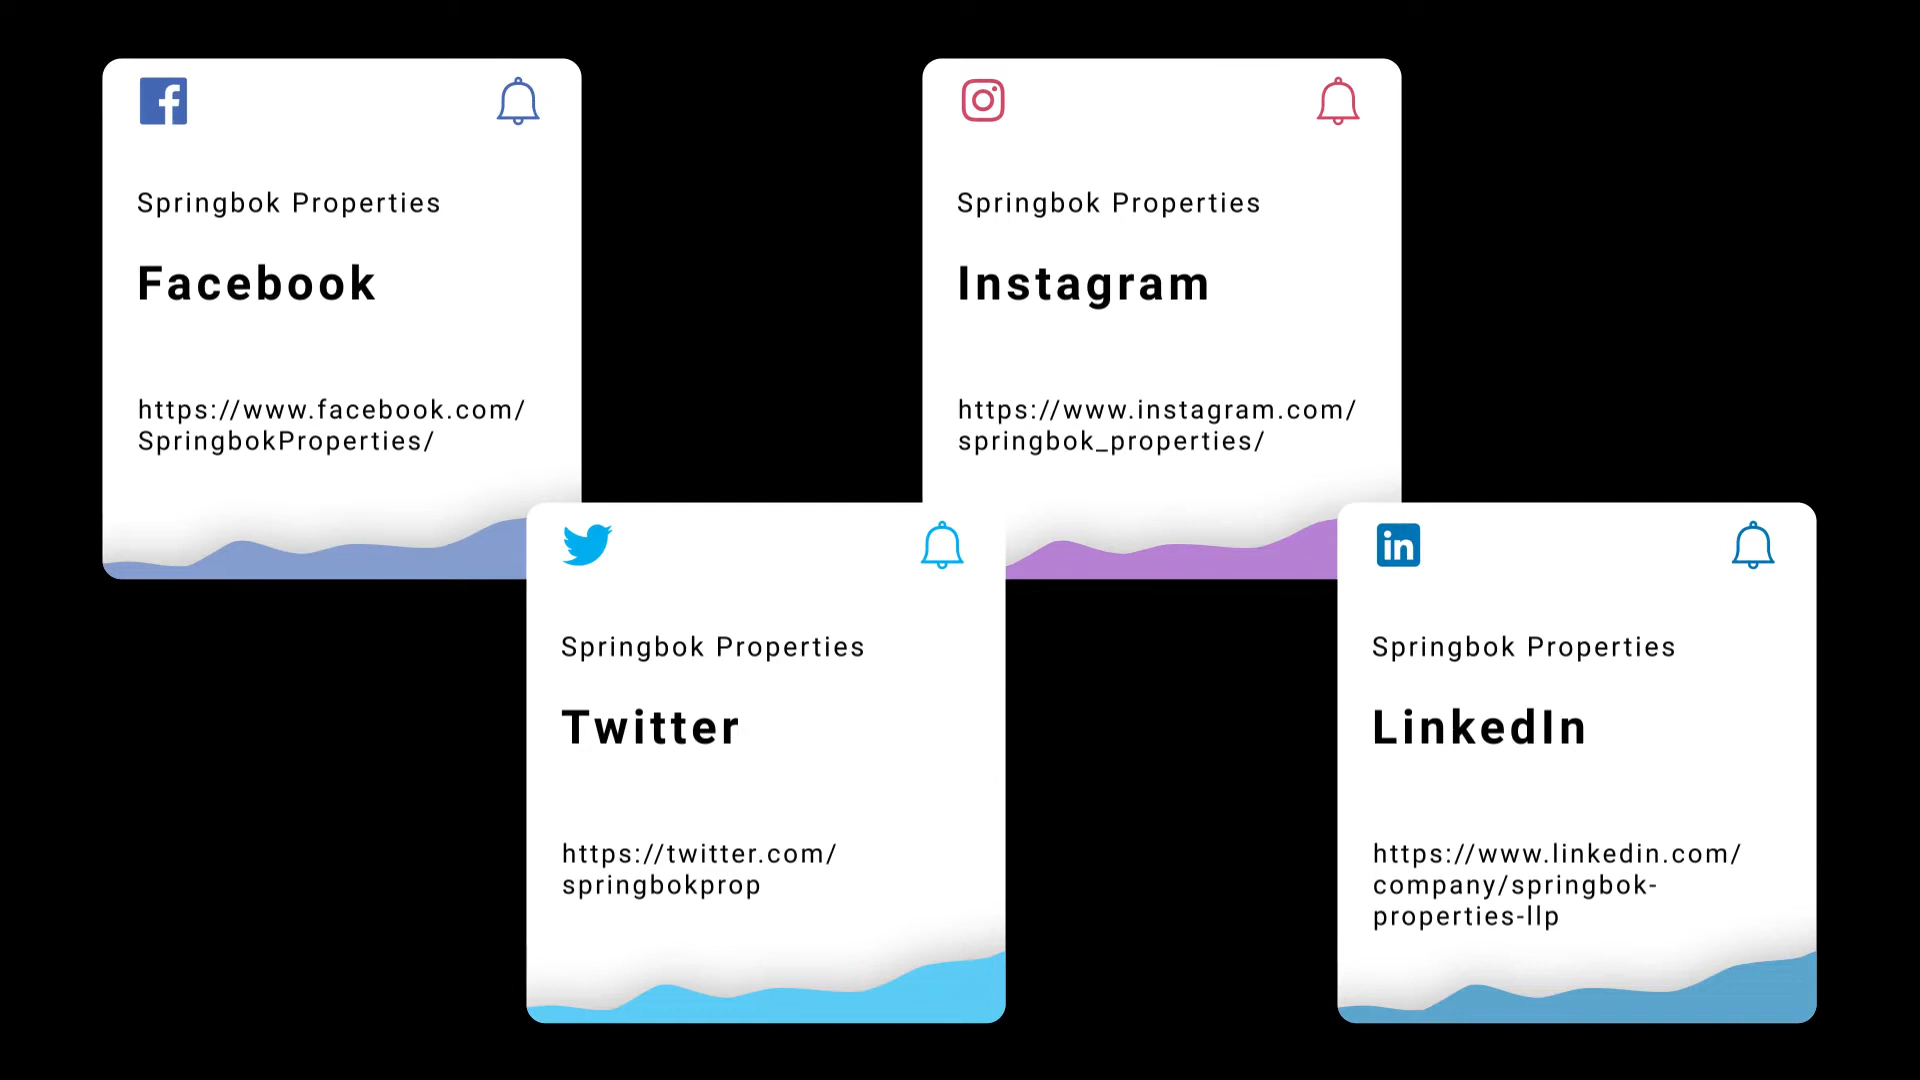 Springbok Properties
Facebook
https://www.facebook.com/
SpringbokProperties/
Springbok Properties
Instagram
https://www.instagram.com/
springbok_properties/
Springbok Properties
Twitter
https://twitter.com/
springbokprop
in
Springbok Properties
LinkedIn
https://www.linkedin.com/
company/springbok-
properties-llp